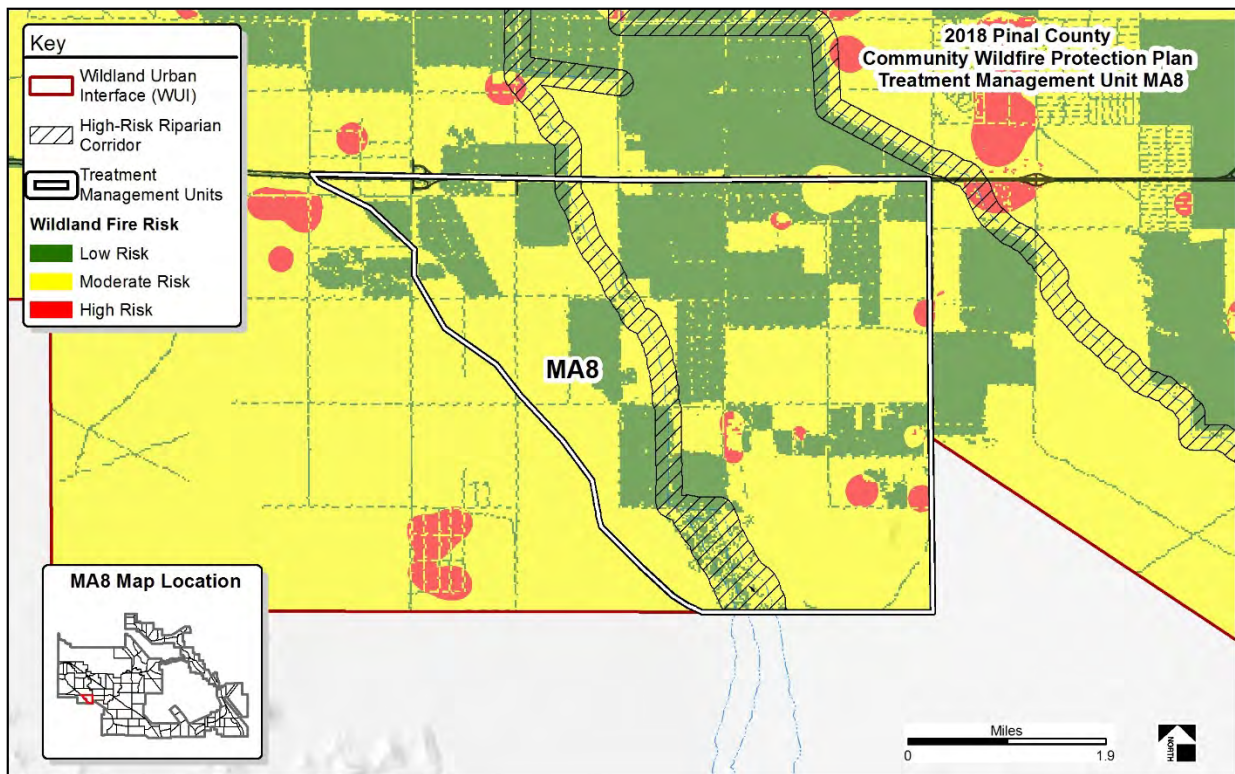 2018 Pinal County
Community Wildfire Protection Plan
Treatment Management Unit MA8
Key
Wildland Urban
Interface (WUI)
High-Risk Riparian
Corridor
Treatment
Management Units
Wildland Fire Risk
Low Risk
Moderate Risk
High Risk
MA8
MA8 Map Location
Miles
0
1.9
NORTH